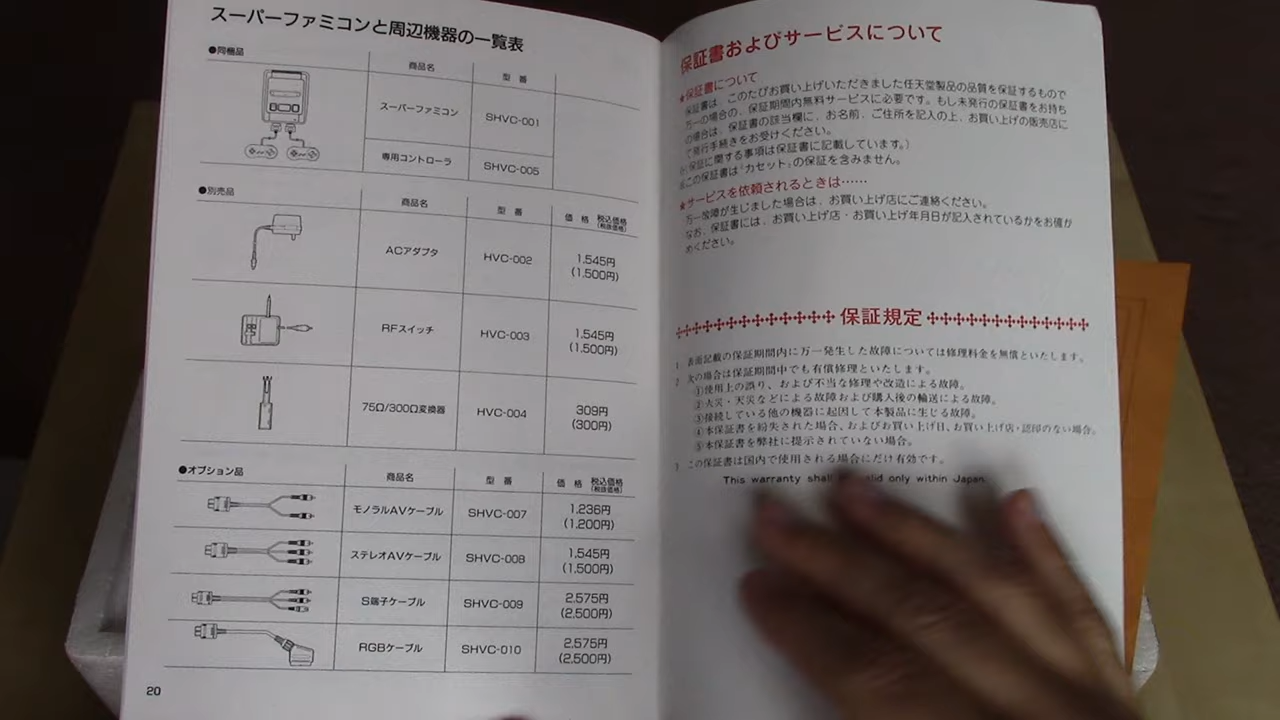 スーパーファミコンと周辺機器の一覧表
●同梱品
商品名 型番
スーパーファミコン SHVC-001
専用コントローラ SHVC-005
●別売品
商品名 型番 価格 税込価格
(税抜価格)
ACアダプタ HVC-002 1,545円
(1,500円)
RFスイッチ HVC-003 1,545円
(1,500円)
75Ω/300Ω変換器 HVC-004 309円
(300円)
●オプション品
商品名 型番 価格 税込価格
(税抜価格)
モノラルAVケーブル SHVC-007 1,236円
(1,200円)
ステレオAVケーブル SHVC-008 1,545円
(1,500円)
S端子ケーブル SHVC-009 2,575円
(2,500円)
RGBケーブル SHVC-010 2,575円
(2,500円)
20
保証書およびサービスについて
★保証書について
保証書は、このたびお買い上げいただきました任天堂製品の品質を保証するもので
万一の場合の、保証期間内無料サービスに必要です。もし未発行の保証書をお持ち
の場合は、保証書の該当欄に、お名前、ご住所を記入の上、お買い上げの販売店に
て発行手続きをお受けください。
保証に関する事項は保証書に記載しています。)
この保証書は"カセット"の保証を含みません。
★サービスを依頼されるときは……
万一故障が生じました場合は、お買い上げ店にご連絡ください。
なお、保証書には、お買い上げ店・お買い上げ年月日が記入されているかをお確か
めください。
保証規定
1 表面記載の保証期間内に万一発生した故障については修理料金を無償といたします。
2 次の場合は保証期間中でも有償修理といたします。
①使用上の誤り、および不当な修理や改造による故障。
②火災・天災などによる故障および購入後の輸送による故障。
③接続している他の機器に起因して本製品に生じる故障。
④本保証書を紛失された場合、およびお買い上げ日、お買い上げ店・認印のない場合。
⑤本保証書を弊社に提示されていない場合。
3 この保証書は国内で使用される場合にだけ有効です。
This warranty shall valid only within Japan.